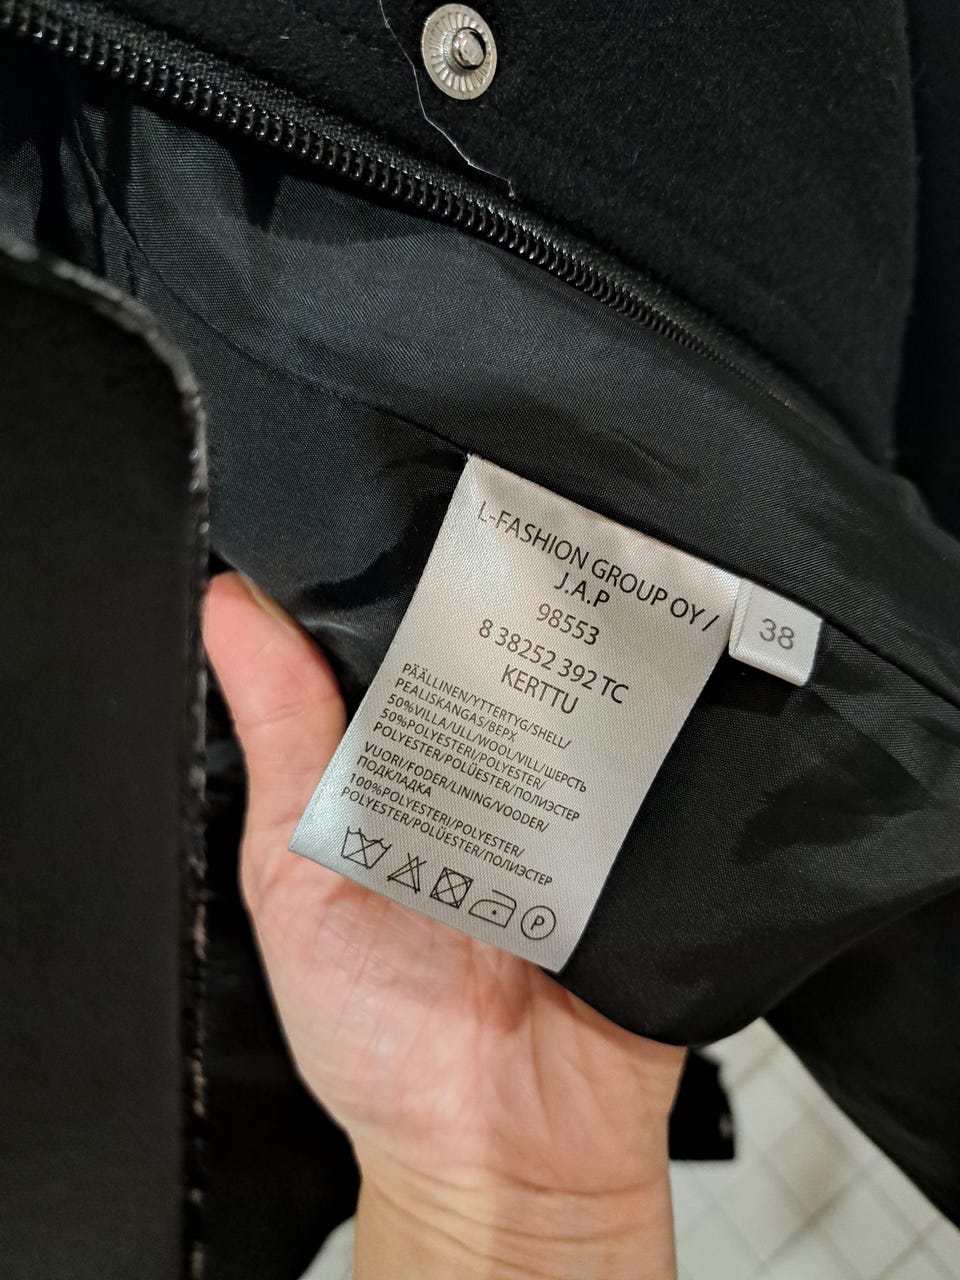 L-FASHION GROUP OY /
J.A.P
98553
8 38252 392 TC
KERTTU
PÄÄLLINEN/YTTERTYG/SHELL/
PEALISKANGAS/ВЕРХ
50%VILLA/ULL/WOOL/VILL/ШЕРСТЬ
50%POLYESTERI/POLYESTER/
POLYESTER/POLÜESTER/ПОЛИЭСТЕР
VUORI/FODER/LINING/VOODER/
ПОДКЛАДКА
100%POLYESTERI/POLYESTER/
POLYESTER/POLÜESTER/ПОЛИЭСТЕР
P
38